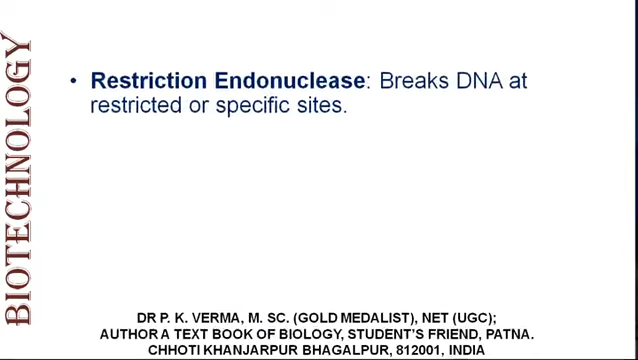 BIOTECHNOLOGY
• Restriction Endonuclease: Breaks DNA at
restricted or specific sites.
DR P. K. VERMA, M. SC. (GOLD MEDALIST), NET (UGC);
AUTHOR A TEXT BOOK OF BIOLOGY, STUDENT'S FRIEND, PATNA.
CHHOTI KHANJARPUR BHAGALPUR, 812001, INDIA